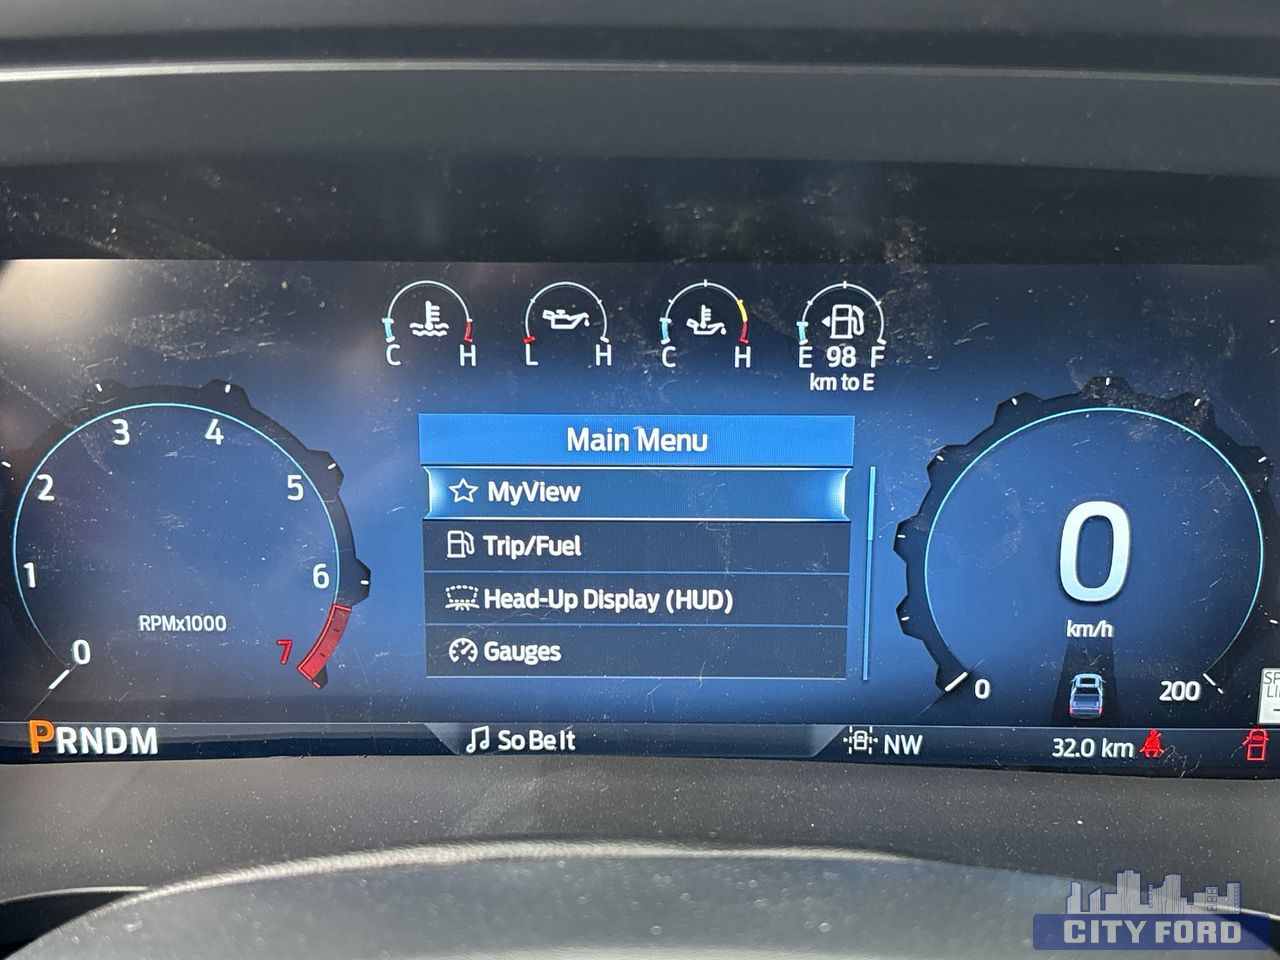 C H L H C H E 98 F
km to E
Main Menu
MyView
Trip/Fuel
Head-Up Display (HUD)
Gauges
0 1 2 3 4 5 6 7
RPMx1000
0
km/h
0 200
PRNDM
So Be It
NW
32.0 km
CITY FORD